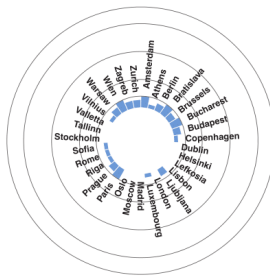 Amsterdam
Athens
Berlin
Bratislava
Brussels
Bucharest
Budapest
Copenhagen
Dublin
Helsinki
Lefkosia
Lisbon
Ljubljana
London
Luxembourg
Madrid
Moscow
Oslo
Paris
Prague
Riga
Rome
Sofia
Stockholm
Tallinn
Valletta
Vilnius
Warsaw
Wien
Zagreb
Zurich